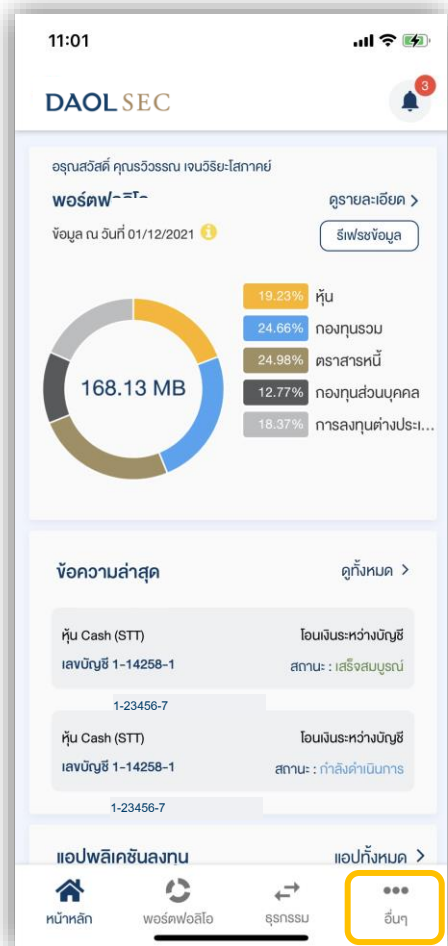 11:01
DAOL SEC
3
อรุณสวัสดิ์ คุณรวิวรรณ เจนวิริยะโสภาคย์
ดูรายละเอียด >
ข้อมูล ณ วันที่ 01/12/2021
รีเฟรชข้อมูล
168.13 MB
19.23% หุ้น
24.66% กองทุนรวม
24.98% ตราสารหนี้
12.77% กองทุนส่วนบุคคล
18.37% การลงทุนต่างประเ...
ข้อความล่าสุด
ดูทั้งหมด >
หุ้น Cash (STT)
โอนเงินระหว่างบัญชี
เลขบัญชี 1-14258-1
สถานะ : เสร็จสมบูรณ์
1-23456-7
หุ้น Cash (STT)
โอนเงินระหว่างบัญชี
เลขบัญชี 1-14258-1
สถานะ : กำลังดำเนินการ
1-23456-7
แอปพลิเคชันลงทุน
แอปทั้งหมด >
หน้าหลัก
พอร์ตฟอลิโอ
ธุรกรรม
อื่นๆ